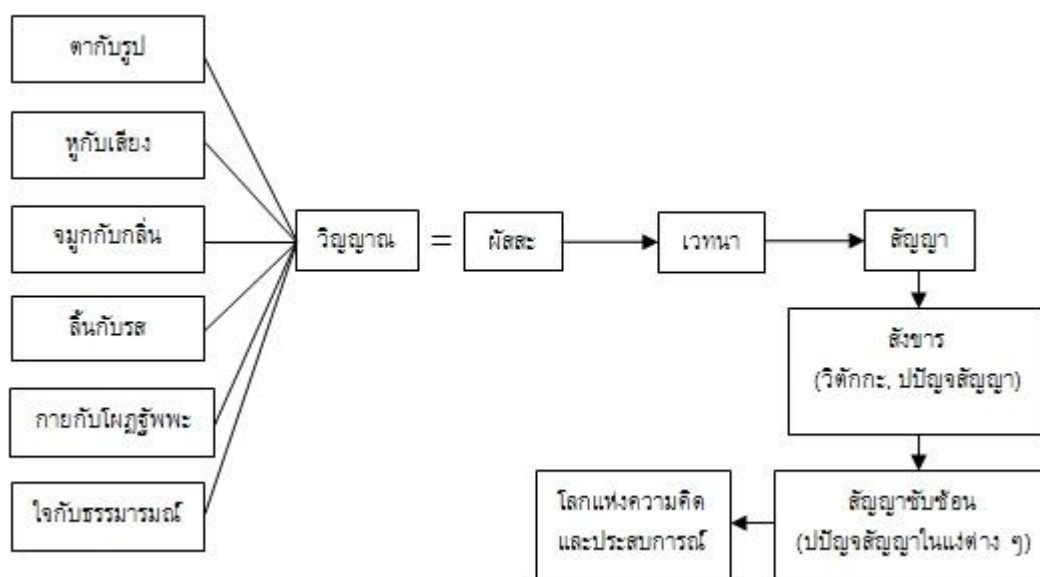 ตากับรูป
หูกับเสียง
จมูกกับกลิ่น
ลิ้นกับรส
กายกับโผฏฐัพพะ
ใจกับธรรมารมณ์
วิญญาณ = ผัสสะ
เวทนา
สัญญา
สังขาร
(วิตักกะ, ปปัญจสัญญา)
สัญญาซับซ้อน
(ปปัญจสัญญาในแง่ต่าง ๆ)
โลกแห่งความคิด
และประสบการณ์